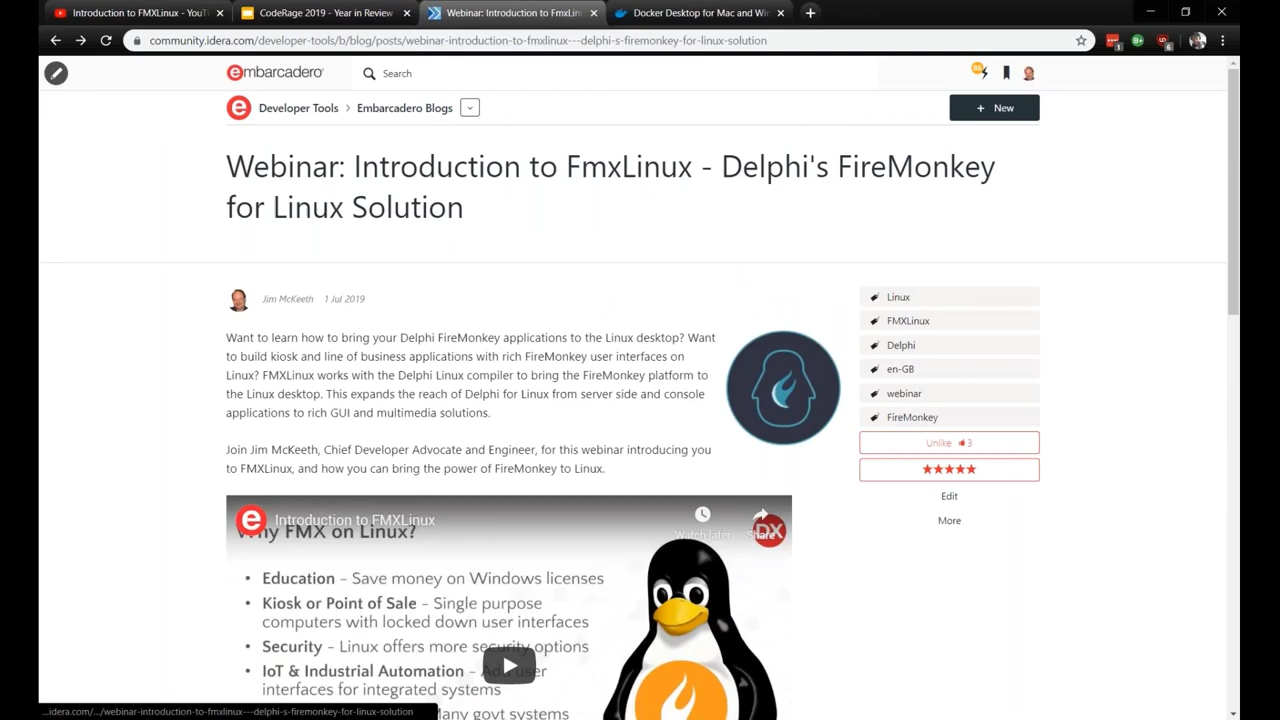 Introduction to FMXLinux - YouT
CodeRage 2019 - Year in Review
Webinar: Introduction to FmxLin
Docker Desktop for Mac and Win
community.idera.com/developer-tools/b/blog/posts/webinar-introduction-to-fmxlinux---delphi-s-firemonkey-for-linux-solution
embarcadero
Search
Developer Tools > Embarcadero Blogs
+ New
Webinar: Introduction to FmxLinux - Delphi's FireMonkey
for Linux Solution
Jim McKeeth 1 Jul 2019
Want to learn how to bring your Delphi FireMonkey applications to the Linux desktop? Want
to build kiosk and line of business applications with rich FireMonkey user interfaces on
Linux? FMXLinux works with the Delphi Linux compiler to bring the FireMonkey platform to
the Linux desktop. This expands the reach of Delphi for Linux from server side and console
applications to rich GUI and multimedia solutions.
Join Jim McKeeth, Chief Developer Advocate and Engineer, for this webinar introducing you
to FMXLinux, and how you can bring the power of FireMonkey to Linux.
Linux
FMXLinux
Delphi
en-GB
webinar
FireMonkey
Unlike 3
Edit
More
Introduction to FMXLinux
Why FMX on Linux?
Watch later
Share
DX
• Education – Save money on Windows licenses
• Kiosk or Point of Sale – Single purpose
computers with locked down user interfaces
• Security – Linux offers more security options
• IoT & Industrial Automation – Add user
interfaces for integrated systems
Many govt systems
...idera.com/.../webinar-introduction-to-fmxlinux---delphi-s-firemonkey-for-linux-solution